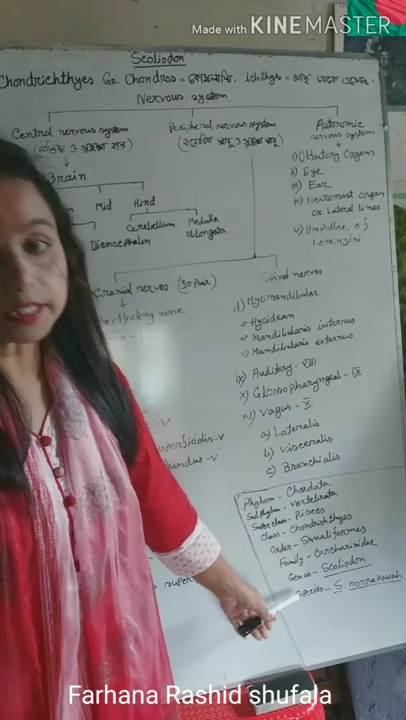 Made with KINEMASTER
Scoliodon
Chondrichthyes Gr. Chondros = তরুণাস্থি, ichthyes = মাছ থেকে এসেছে।
Nervous system
Central nervous system
Peripheral nervous system
Autonomic
nervous system
Brain
Mid Hind
Cerebellum Medulla
oblongata
Diencephalon
i) Olfactory Organs
ii) Eye
iii) Ear
iv) Neuromast organ
or Lateral lines
v) Ampullae of
Lorenzini
Cranial nerves (10 pair)
Spinal nerves
nerve
d) Hyomandibular
Hyoidean
Mandibularis internus
Mandibularis externus
ix) Auditory - VIII
x) Glossopharyngeal - IX
xi) Vagus - X
a) Lateralis
b) Visceralis
c) Branchialis
- V
superficialis - V
- V
super
Phylum - Chordata
Subphylum - Vertebrata
Superclass - Pisces
Class - Chondrichthyes
Order - Squaliformes
Family - Carcharinidae
Genus - Scoliodon
Species - S.
Farhana Rashid shufala